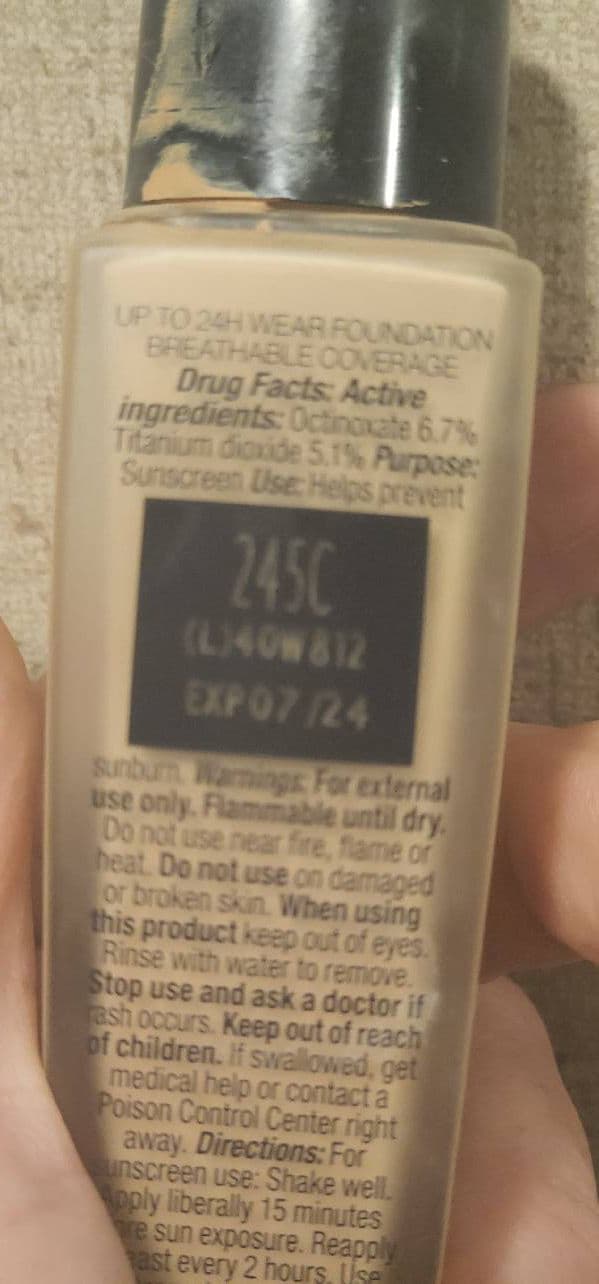 UP TO 24H WEAR FOUNDATION
BREATHABLE COVERAGE
Drug Facts: Active
ingredients: Octinoxate 6.7%
Titanium dioxide 5.1% Purpose:
Sunscreen Use: Helps prevent
245C
(L)40W812
EXP07/24
sunburn. Warnings: For external
use only. Flammable until dry.
Do not use near fire, flame or
heat. Do not use on damaged
or broken skin. When using
this product keep out of eyes.
Rinse with water to remove.
Stop use and ask a doctor if
rash occurs. Keep out of reach
of children. If swallowed, get
medical help or contact a
Poison Control Center right
away. Directions: For
sunscreen use: Shake well.
Apply liberally 15 minutes
sun exposure. Reapply
every 2 hours. Use